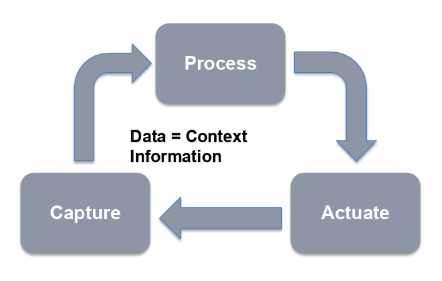 Process
Data = Context
Information
Capture
Actuate